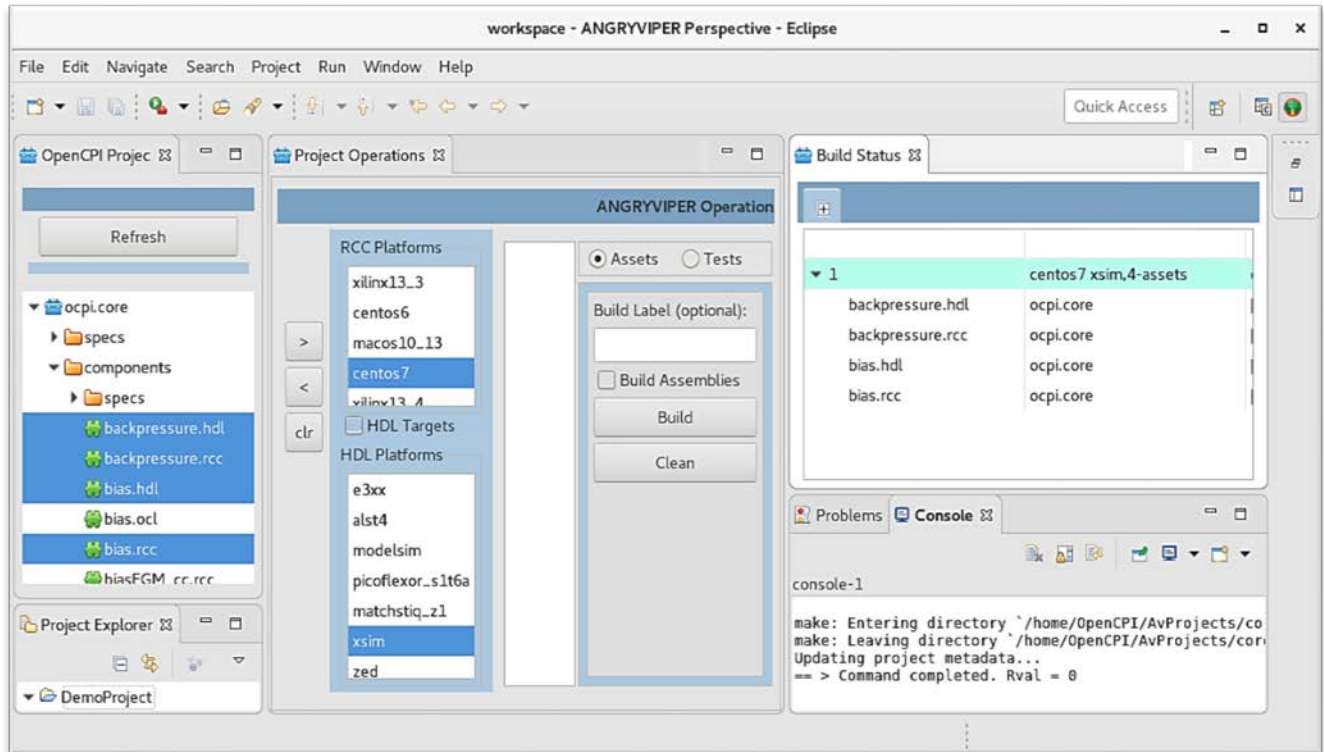 workspace - ANGRYVIPER Perspective - Eclipse
File Edit Navigate Search Project Run Window Help
Quick Access
OpenCPI Projec
Refresh
ocpi.core
specs
components
specs
backpressure.hdl
backpressure.rcc
bias.hdl
bias.ocl
bias.rcc
biasFGM_cc.rcc
Project Explorer
DemoProject
Project Operations
ANGRYVIPER Operation
RCC Platforms
xilinx13_3
centos6
macos10_13
centos7
xilinx13_4
HDL Targets
HDL Platforms
e3xx
alst4
modelsim
picoflexor_s1t6a
matchstiq_z1
xsim
zed
>
<
clr
Assets Tests
Build Label (optional):
Build Assemblies
Build
Clean
Build Status
1 centos7 xsim,4-assets
backpressure.hdl ocpi.core
backpressure.rcc ocpi.core
bias.hdl ocpi.core
bias.rcc ocpi.core
Problems Console
console-1
make: Entering directory `/home/OpenCPI/AvProjects/co
make: Leaving directory `/home/OpenCPI/AvProjects/cor
Updating project metadata...
== > Command completed. Rval = 0